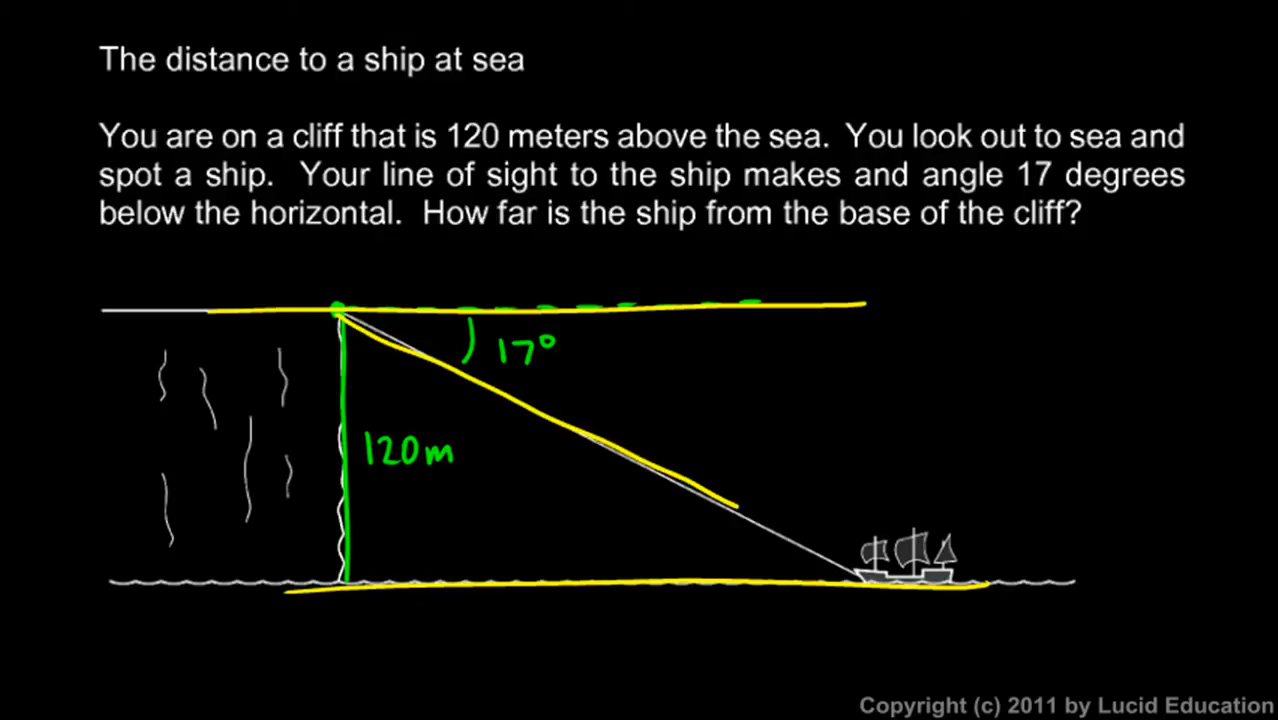 The distance to a ship at sea
You are on a cliff that is 120 meters above the sea. You look out to sea and
spot a ship. Your line of sight to the ship makes and angle 17 degrees
below the horizontal. How far is the ship from the base of the cliff?
17°
120m
Copyright (c) 2011 by Lucid Education